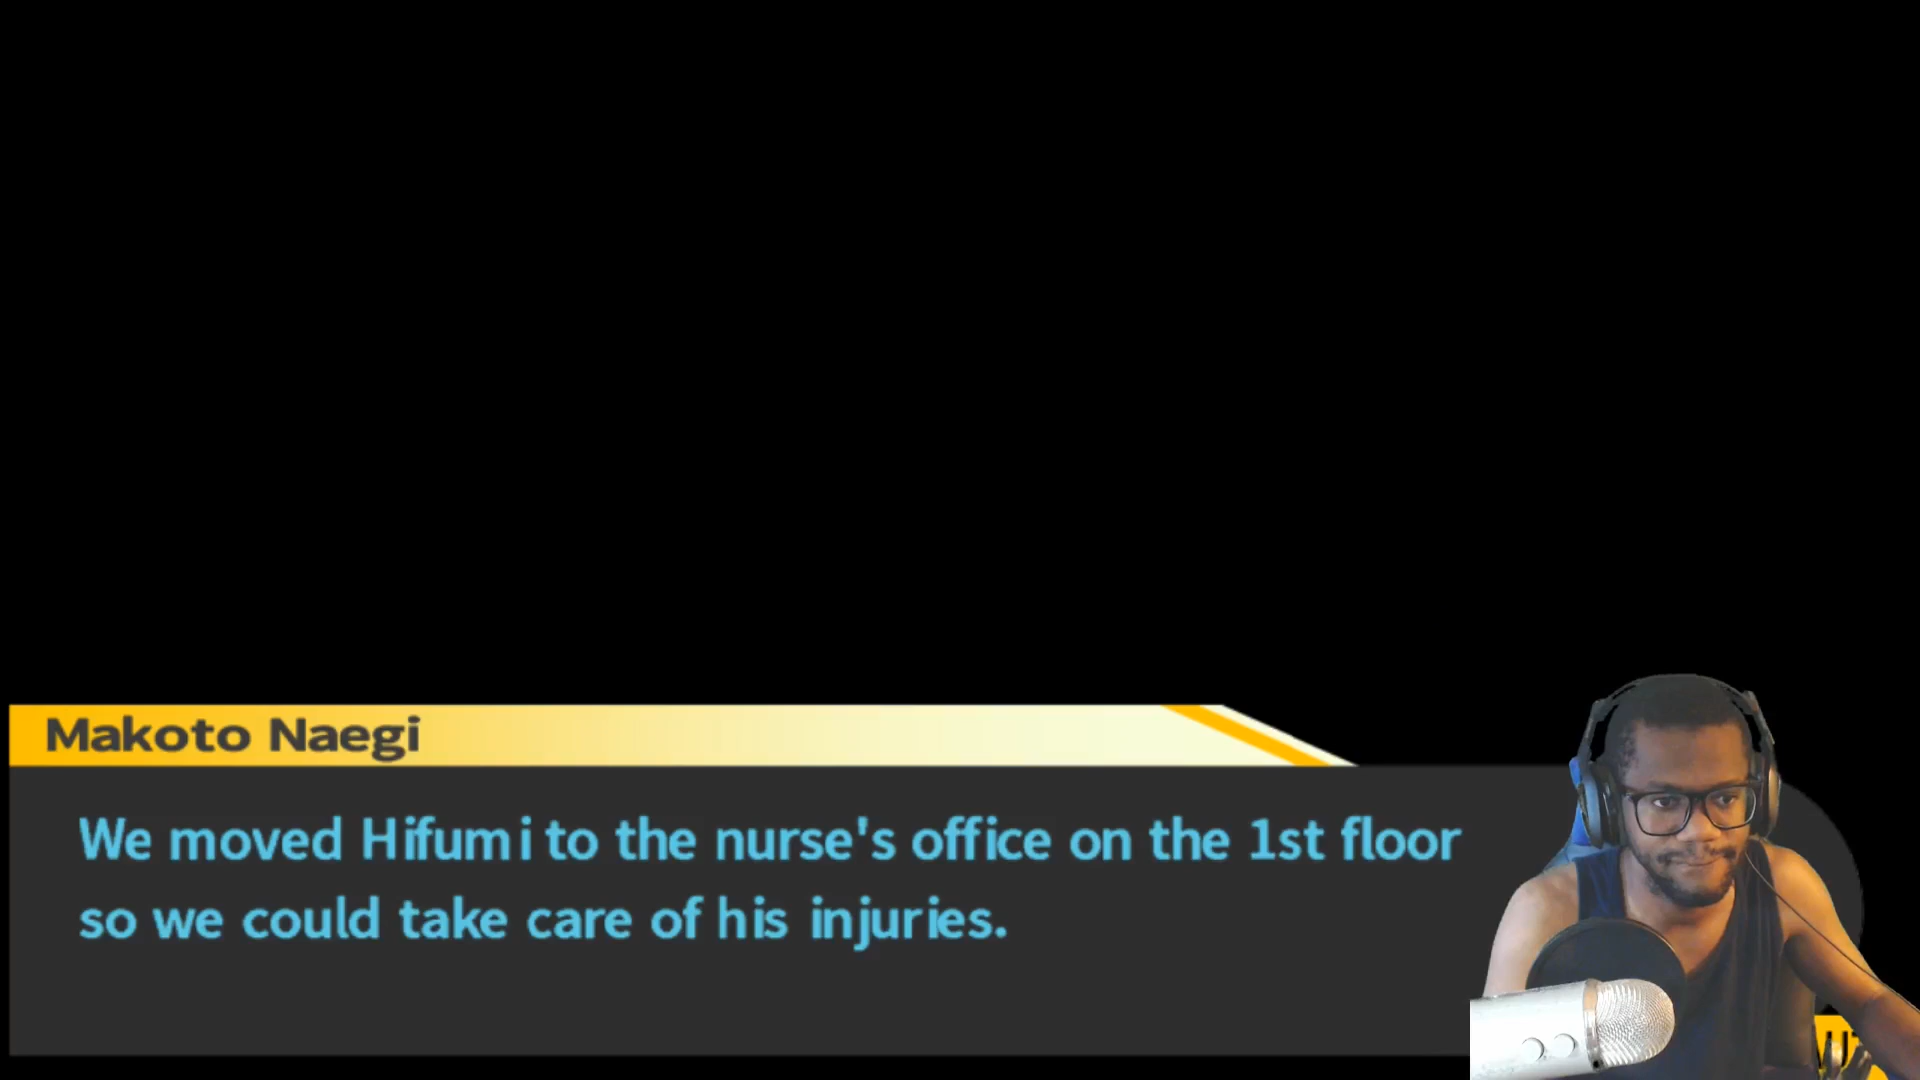 Makoto Naegi
We moved Hifumi to the nurse's office on the 1st floor
so we could take care of his injuries.